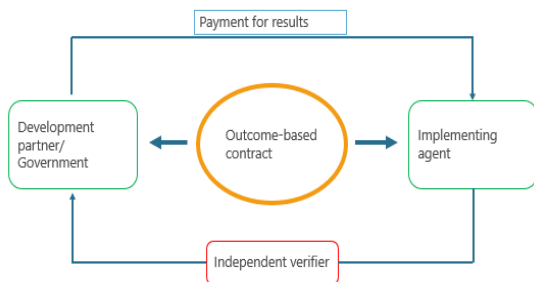 Payment for results
Development
partner/
Government
Outcome-based
contract
Implementing
agent
Independent verifier